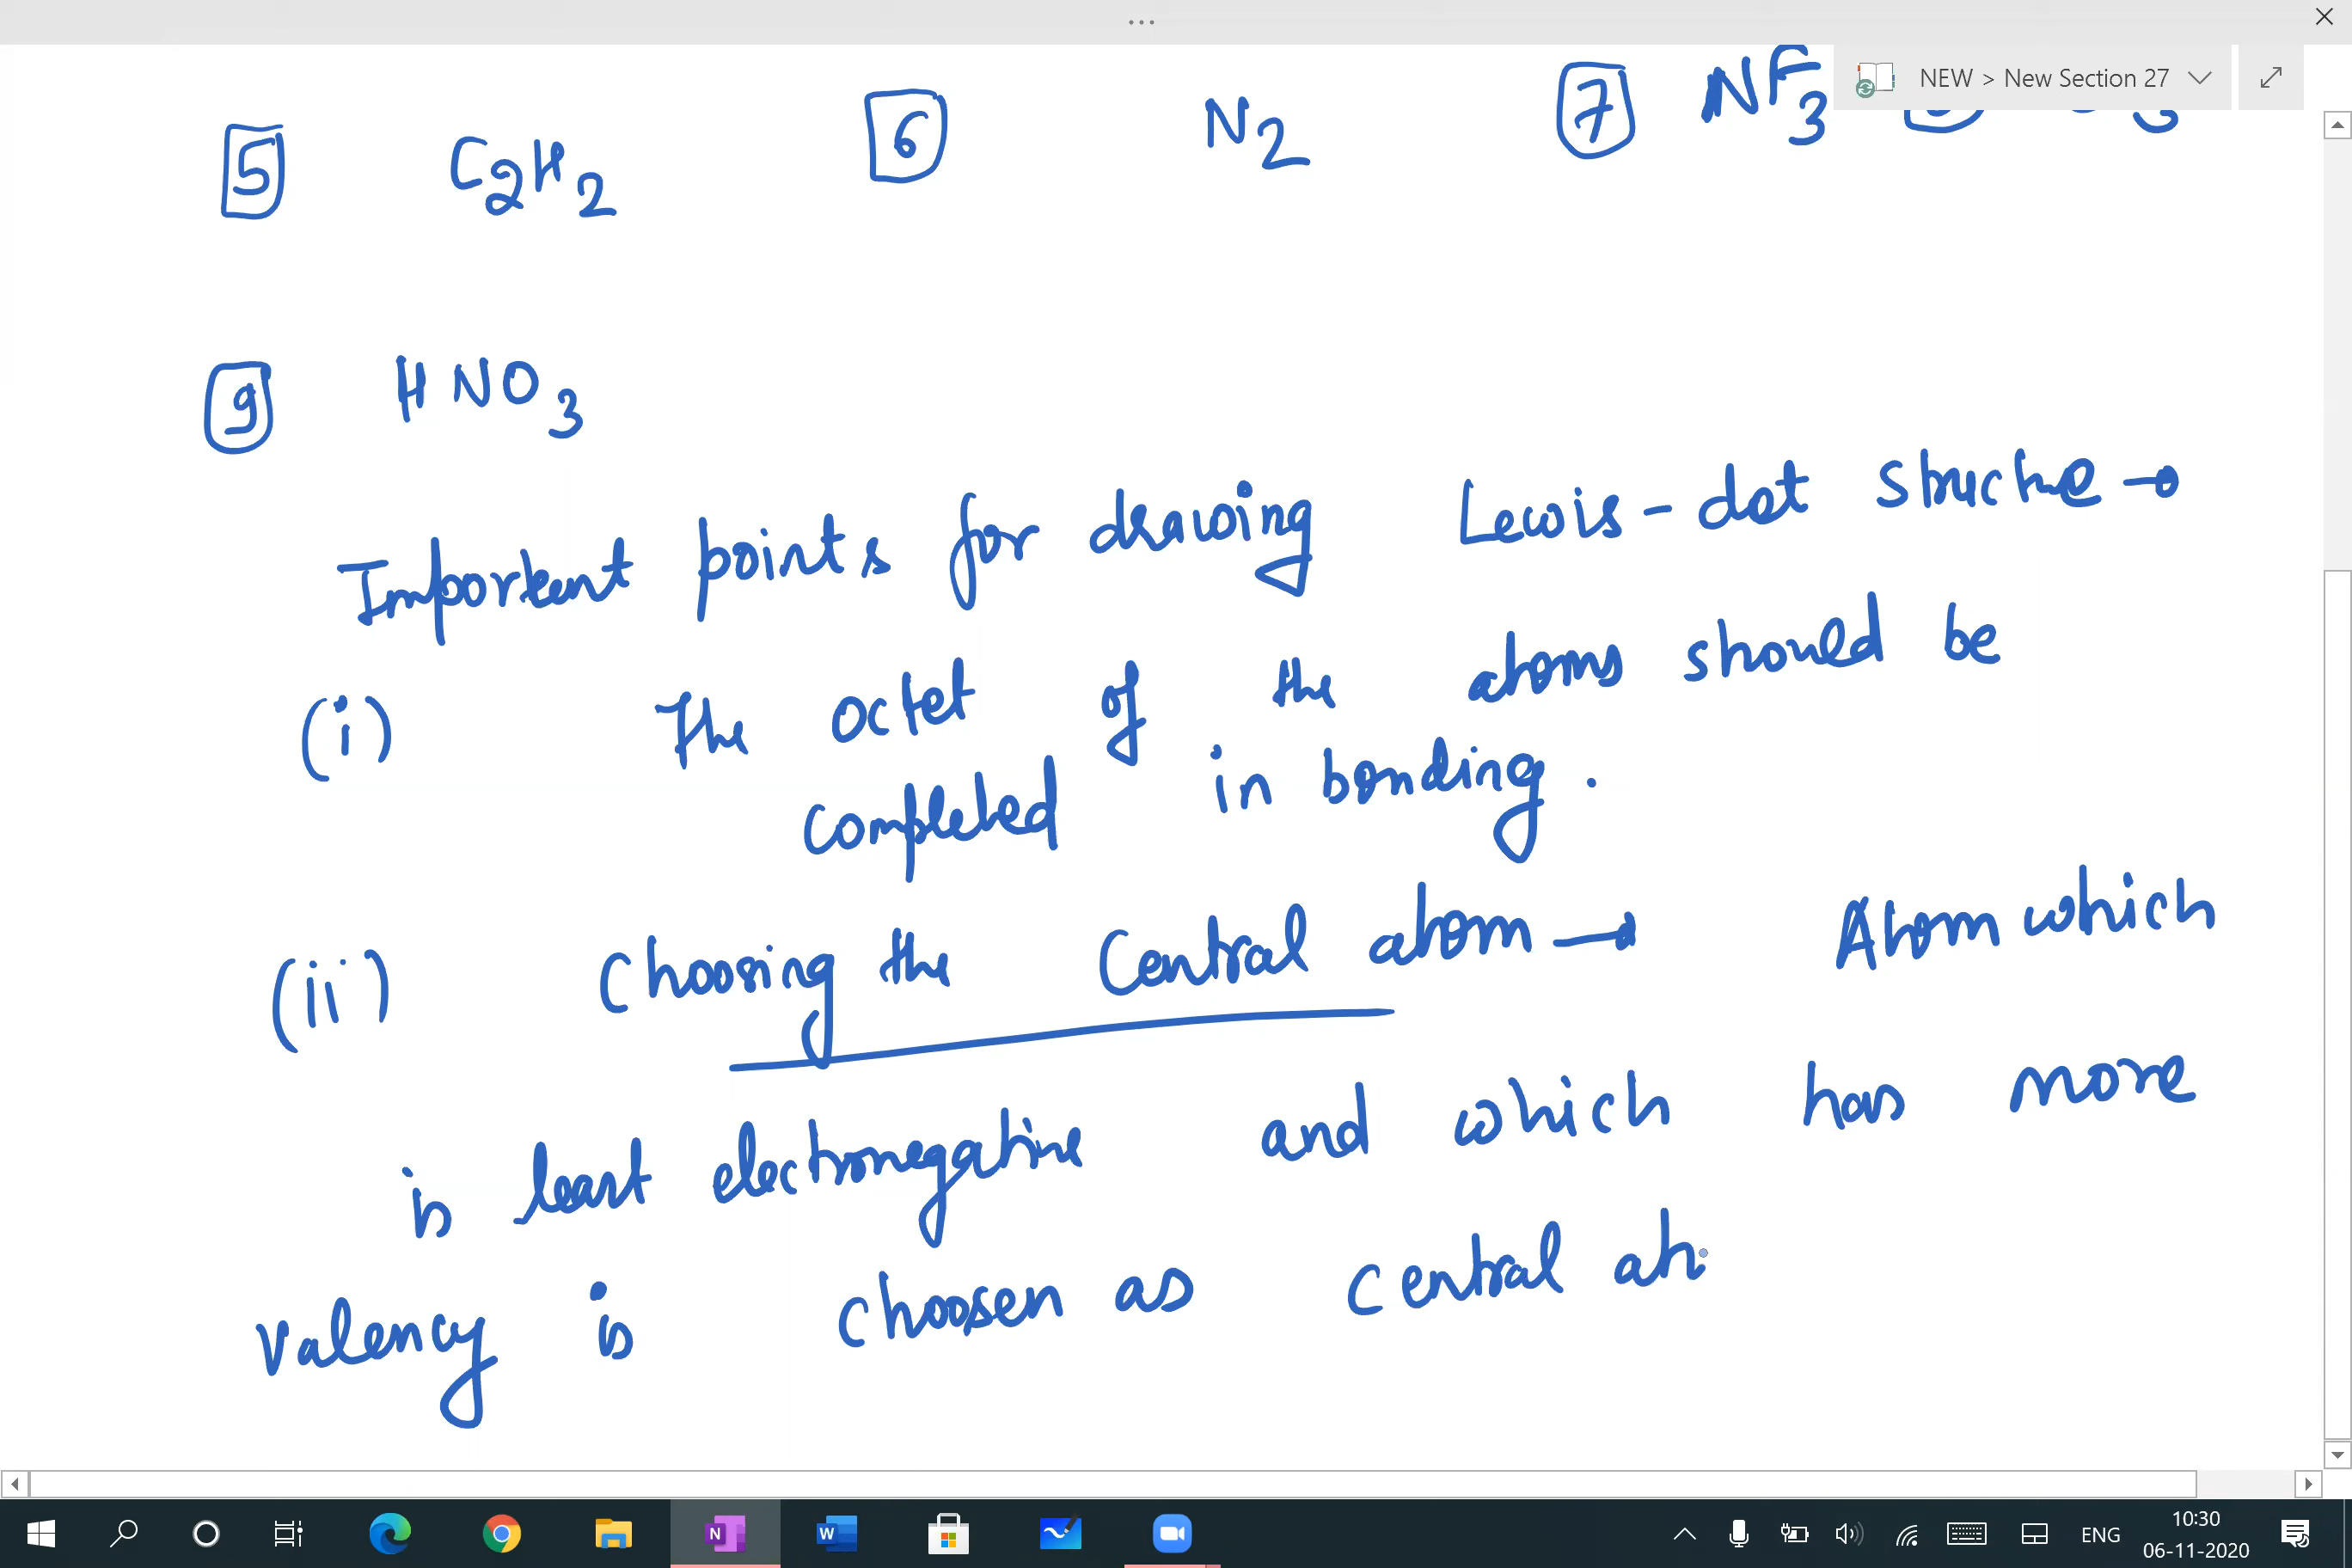 NEW > New Section 27
5 C2H2 6 N2 7 NF3 3
9 HNO3
Important points for drawing Lewis-dot structure →
(i) The octet of the atoms should be
completed in bonding.
(ii) Choosing the Central atom → Atom which
is least electronegative and which has more
valency is choosen as central ato
N
W
ENG
10:30
06-11-2020